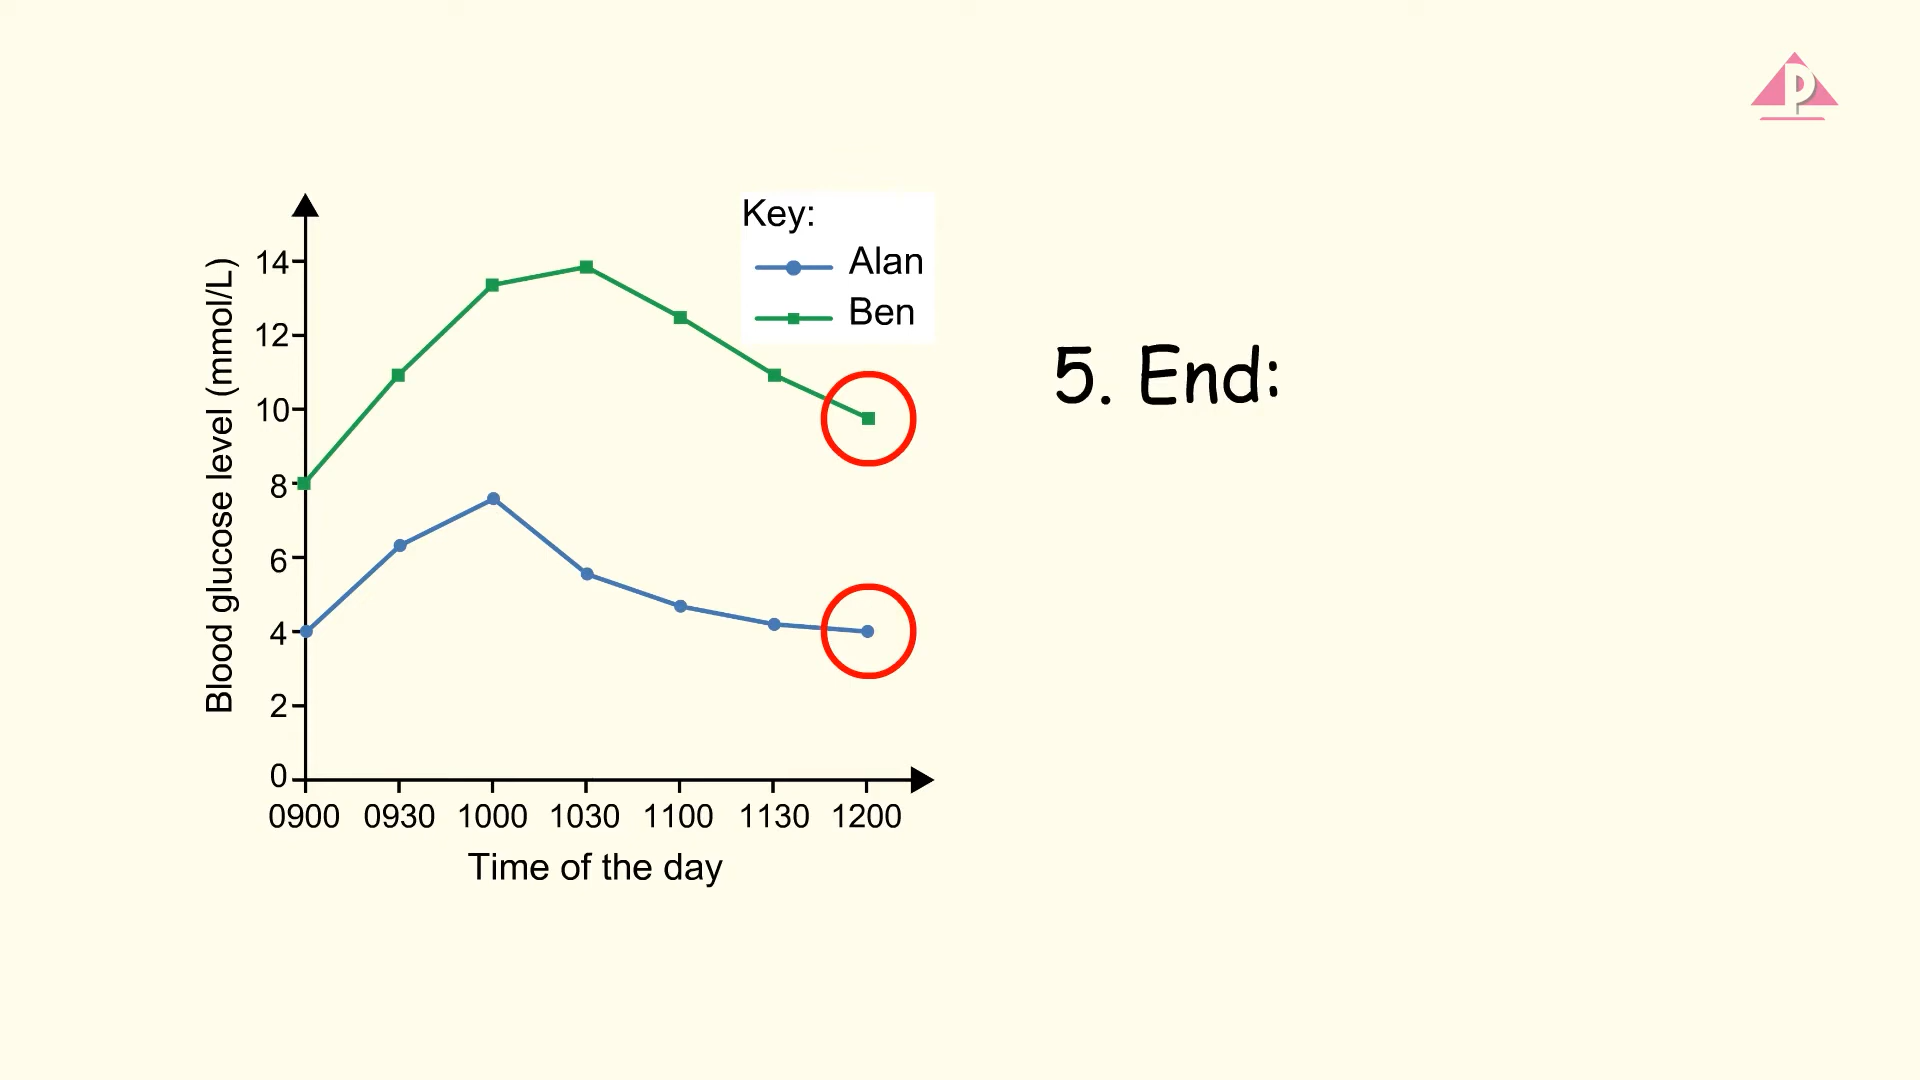 Key:
Alan
Ben
Blood glucose level (mmol/L)
14
12
10
8
6
4
2
0
0900 0930 1000 1030 1100 1130 1200
Time of the day
5. End:
P